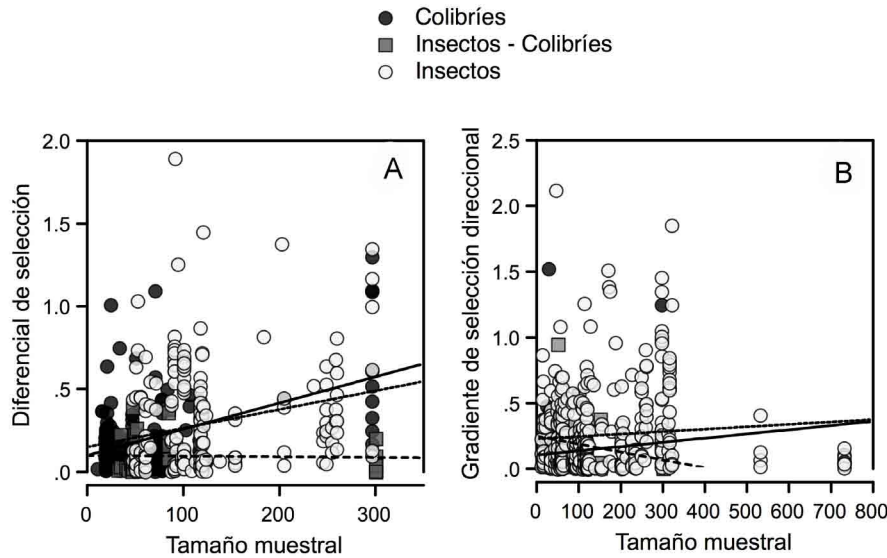 Colibríes
Insectos - Colibríes
Insectos
A
Diferencial de selección
2.0
1.5
1.0
.5
.0
0
100
200
300
Tamaño muestral
B
Gradiente de selección direccional
2.5
2.0
1.5
1.0
.5
.0
0
100
200
300
400
500
600
700
800
Tamaño muestral